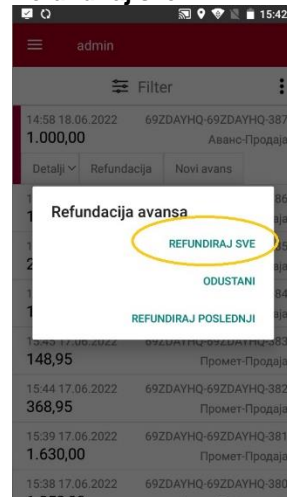 15:42
admin
Filter
14:58 18.06.2022 69ZDAYHQ-69ZDAYHQ-387
1.000,00 Аванс-Продаја
Detalji Refundacija Novi avans
Refundacija avansa
REFUNDIRAJ SVE
ODUSTANI
REFUNDIRAJ POSLEDNJI
148,95 Промет-Продаја
15:44 17.06.2022 69ZDAYHQ-69ZDAYHQ-382
368,95 Промет-Продаја
15:39 17.06.2022 69ZDAYHQ-69ZDAYHQ-381
1.630,00 Промет-Продаја
15:38 17.06.2022 69ZDAYHQ-69ZDAYHQ-380